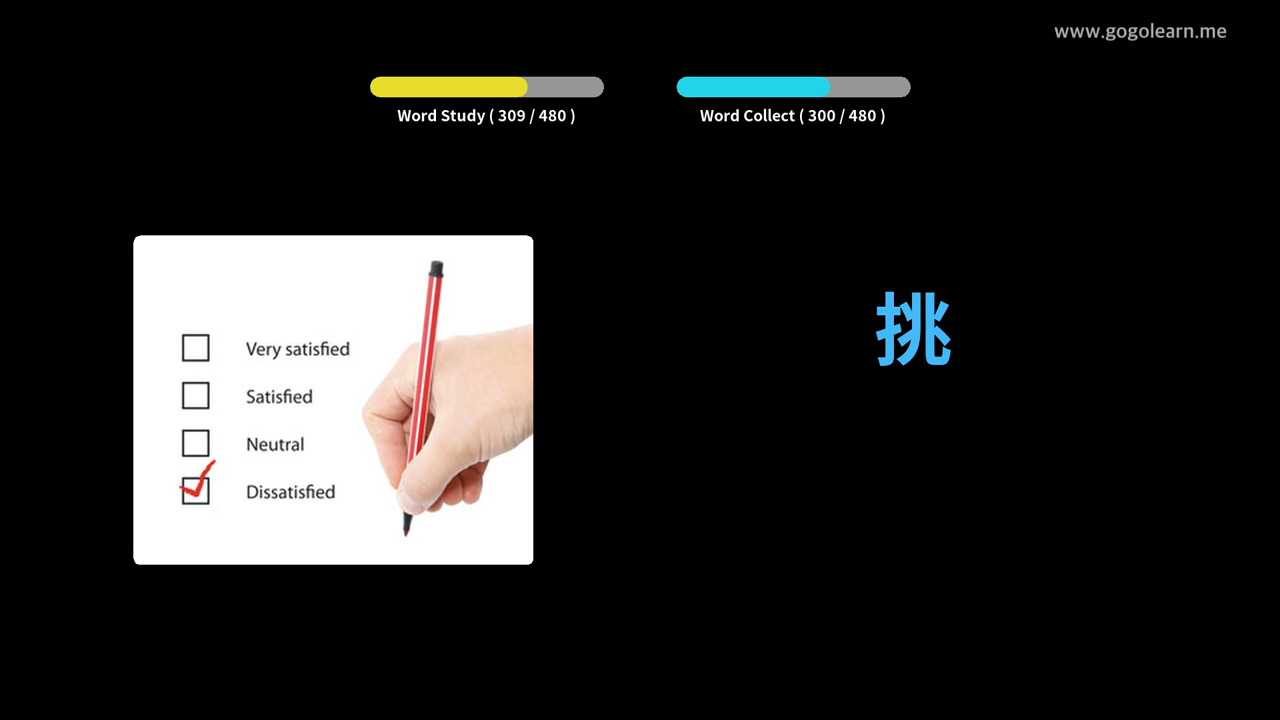 www.gogolearn.me
Word Study ( 309 / 480 )
Word Collect ( 300 / 480 )
Very satisfied
Satisfied
Neutral
Dissatisfied
挑